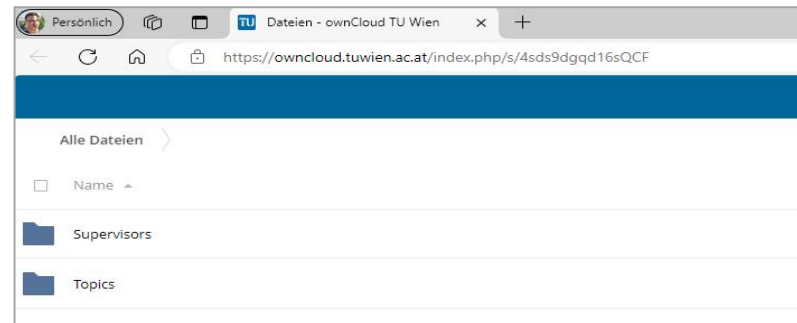 Persönlich
TU Dateien - ownCloud TU Wien
https://owncloud.tuwien.ac.at/index.php/s/4sds9dgqd16sQCF
Alle Dateien
Name
Supervisors
Topics